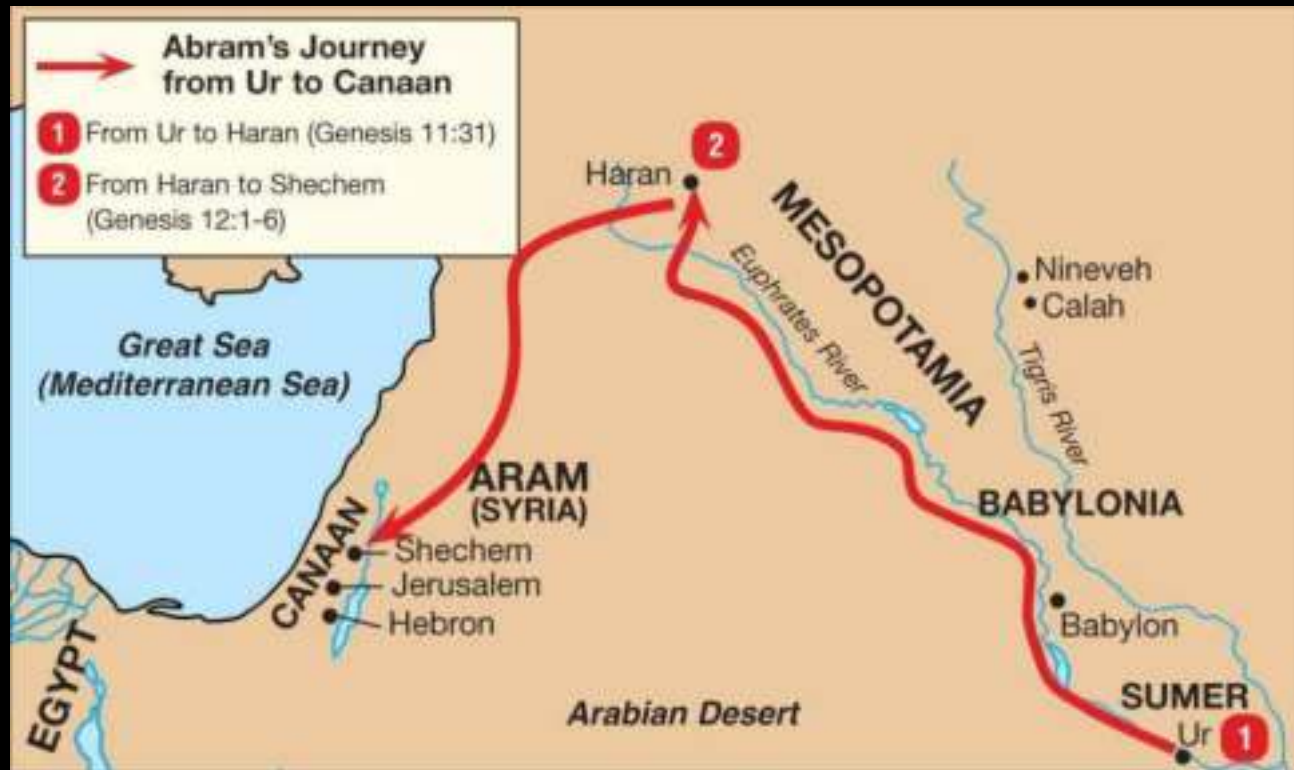 Abram's Journey
from Ur to Canaan
1 From Ur to Haran (Genesis 11:31)
2 From Haran to Shechem
(Genesis 12:1-6)
Haran
2
MESOPOTAMIA
Euphrates River
Nineveh
Calah
Tigris River
Great Sea
(Mediterranean Sea)
ARAM
(SYRIA)
BABYLONIA
CANAAN
Shechem
Jerusalem
Hebron
Babylon
EGYPT
Arabian Desert
SUMER
Ur 1